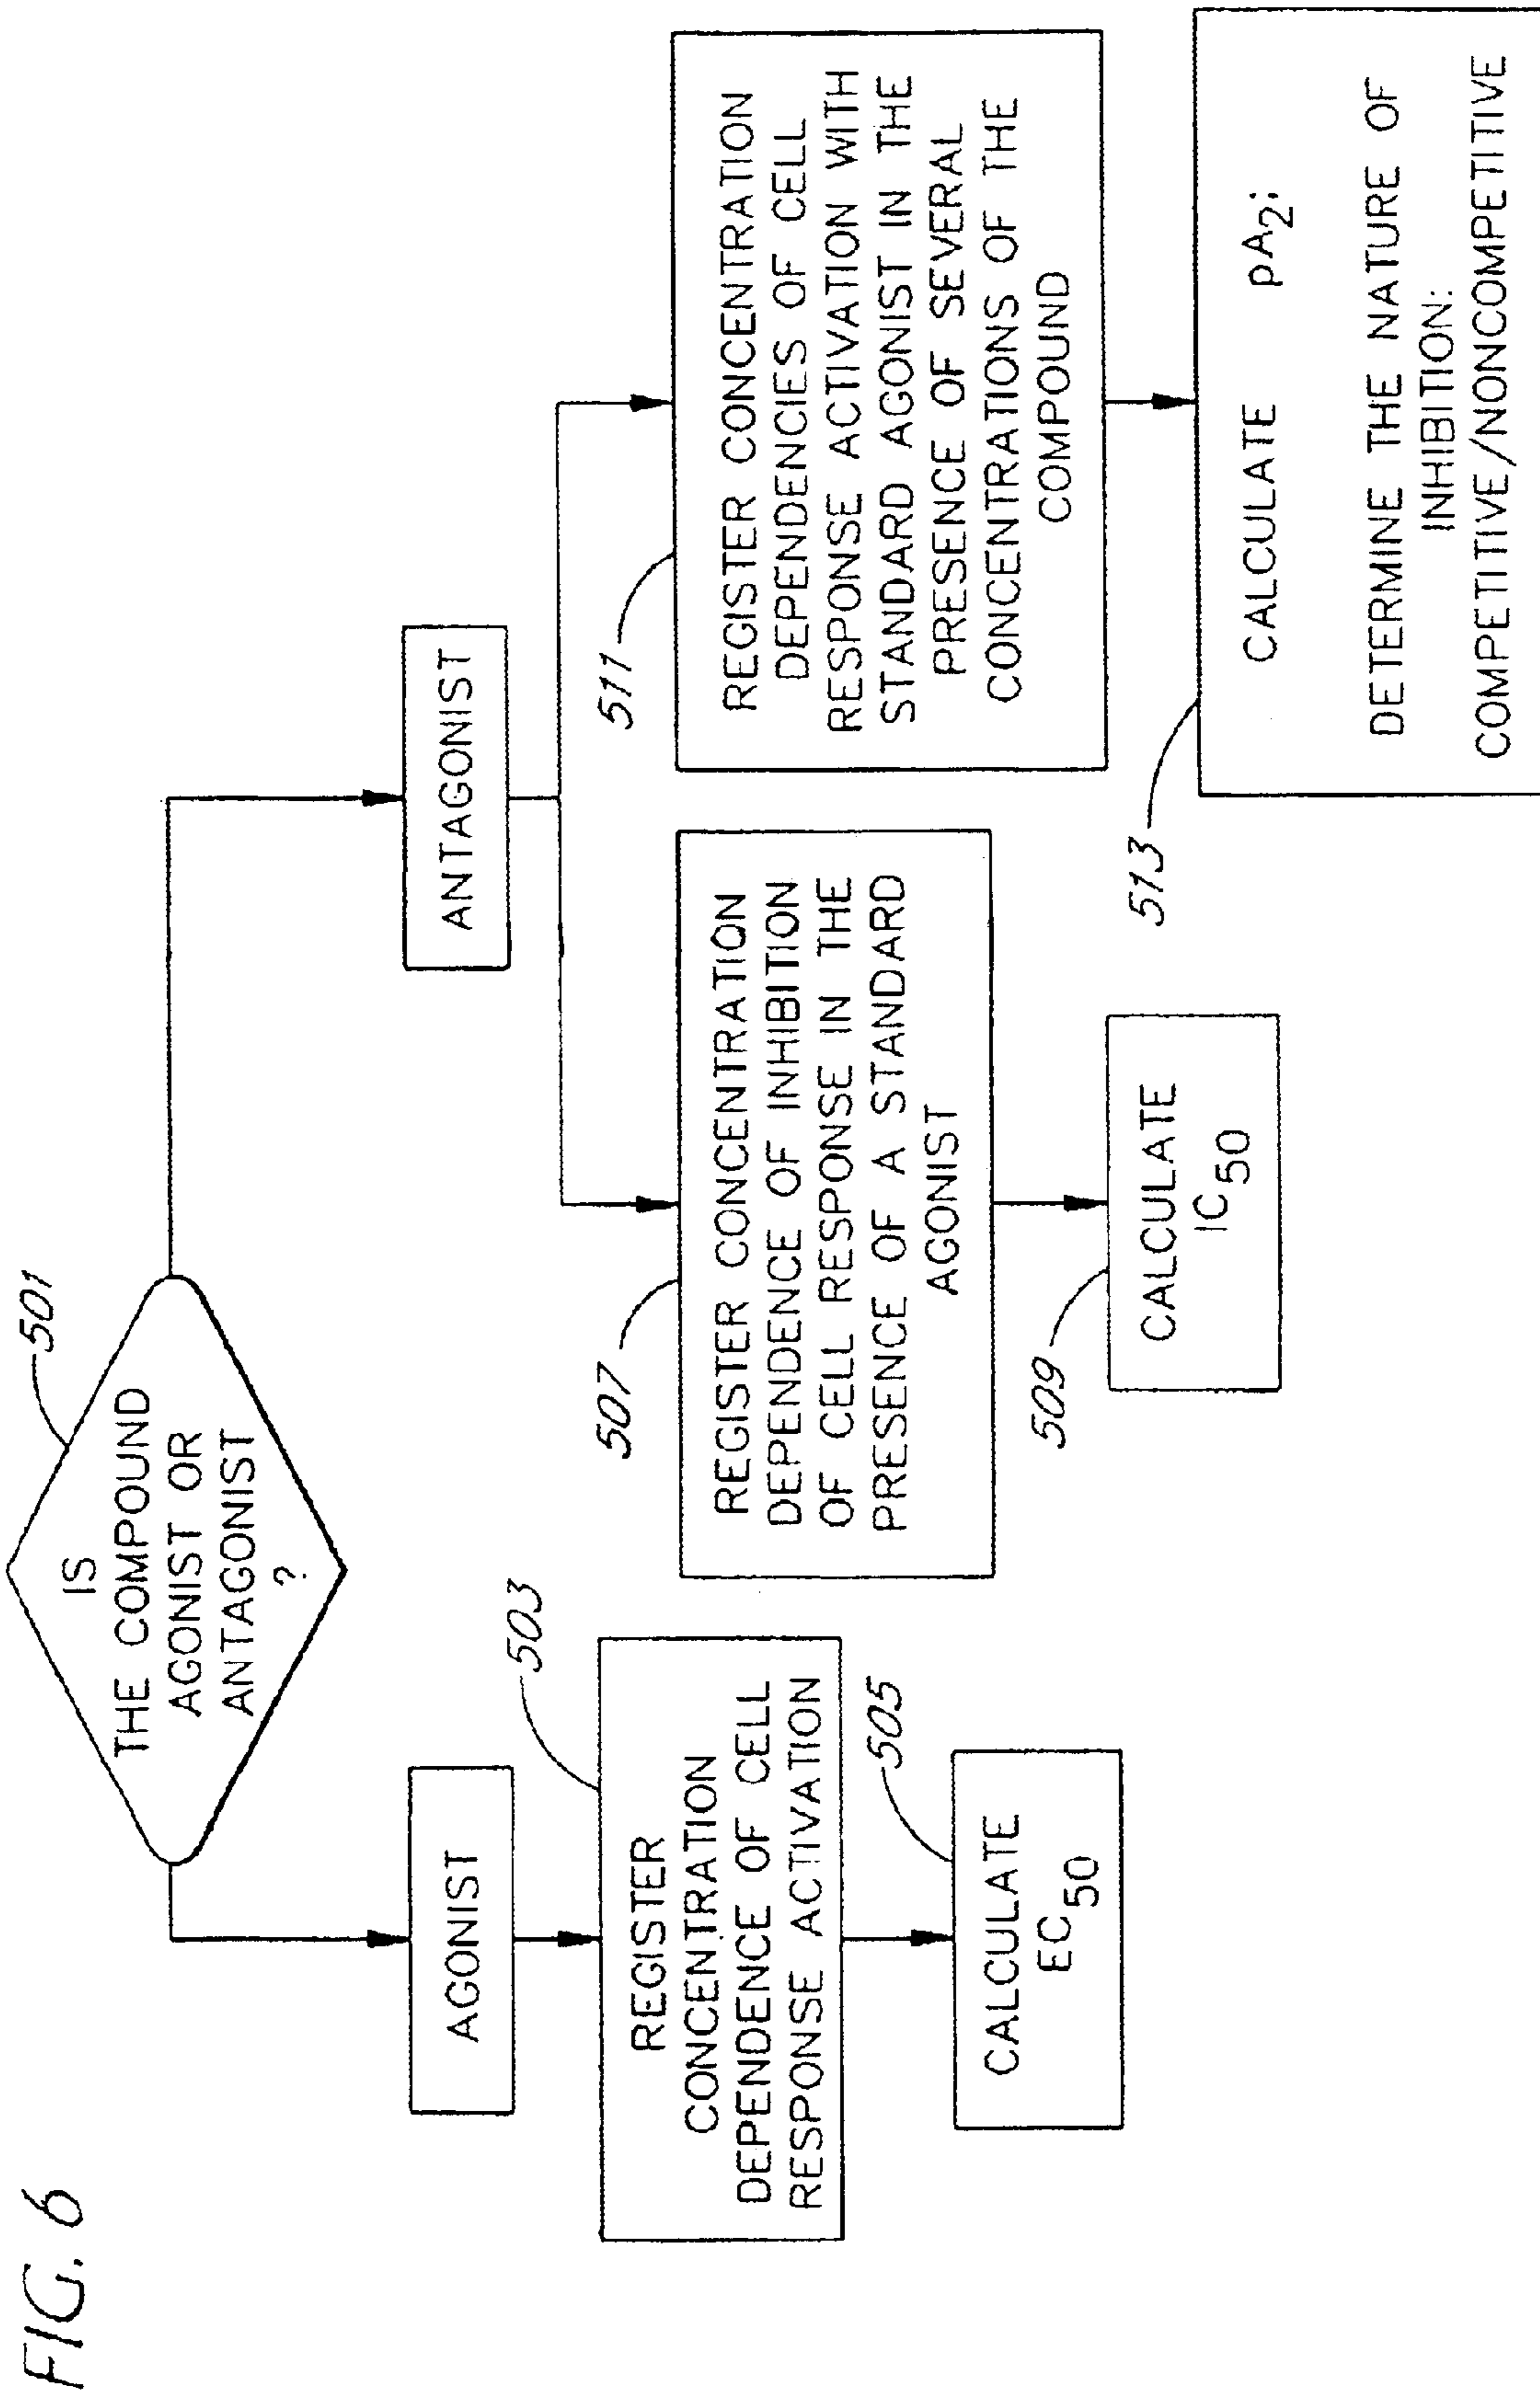 FIG. 6
IS
THE COMPOUND
AGONIST OR
ANTAGONIST
?
501
AGONIST
503
REGISTER
CONCENTRATION
DEPENDENCE OF CELL
RESPONSE ACTIVATION
505
CALCULATE
EC50
ANTAGONIST
507
REGISTER CONCENTRATION
DEPENDENCE OF INHIBITION
OF CELL RESPONSE IN THE
PRESENCE OF A STANDARD
AGONIST
509
CALCULATE
IC50
511
REGISTER CONCENTRATION
DEPENDENCIES OF CELL
RESPONSE ACTIVATION WITH
STANDARD AGONIST IN THE
PRESENCE OF SEVERAL
CONCENTRATIONS OF THE
COMPOUND
513
CALCULATE pA2;
DETERMINE THE NATURE OF
INHIBITION:
COMPETITIVE/NONCOMPETITIVE